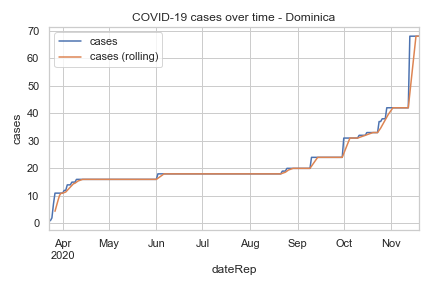 COVID-19 cases over time - Dominica
cases
cases (rolling)
70
60
50
40
30
20
10
0
cases
Apr May Jun Jul Aug Sep Oct Nov
2020
dateRep